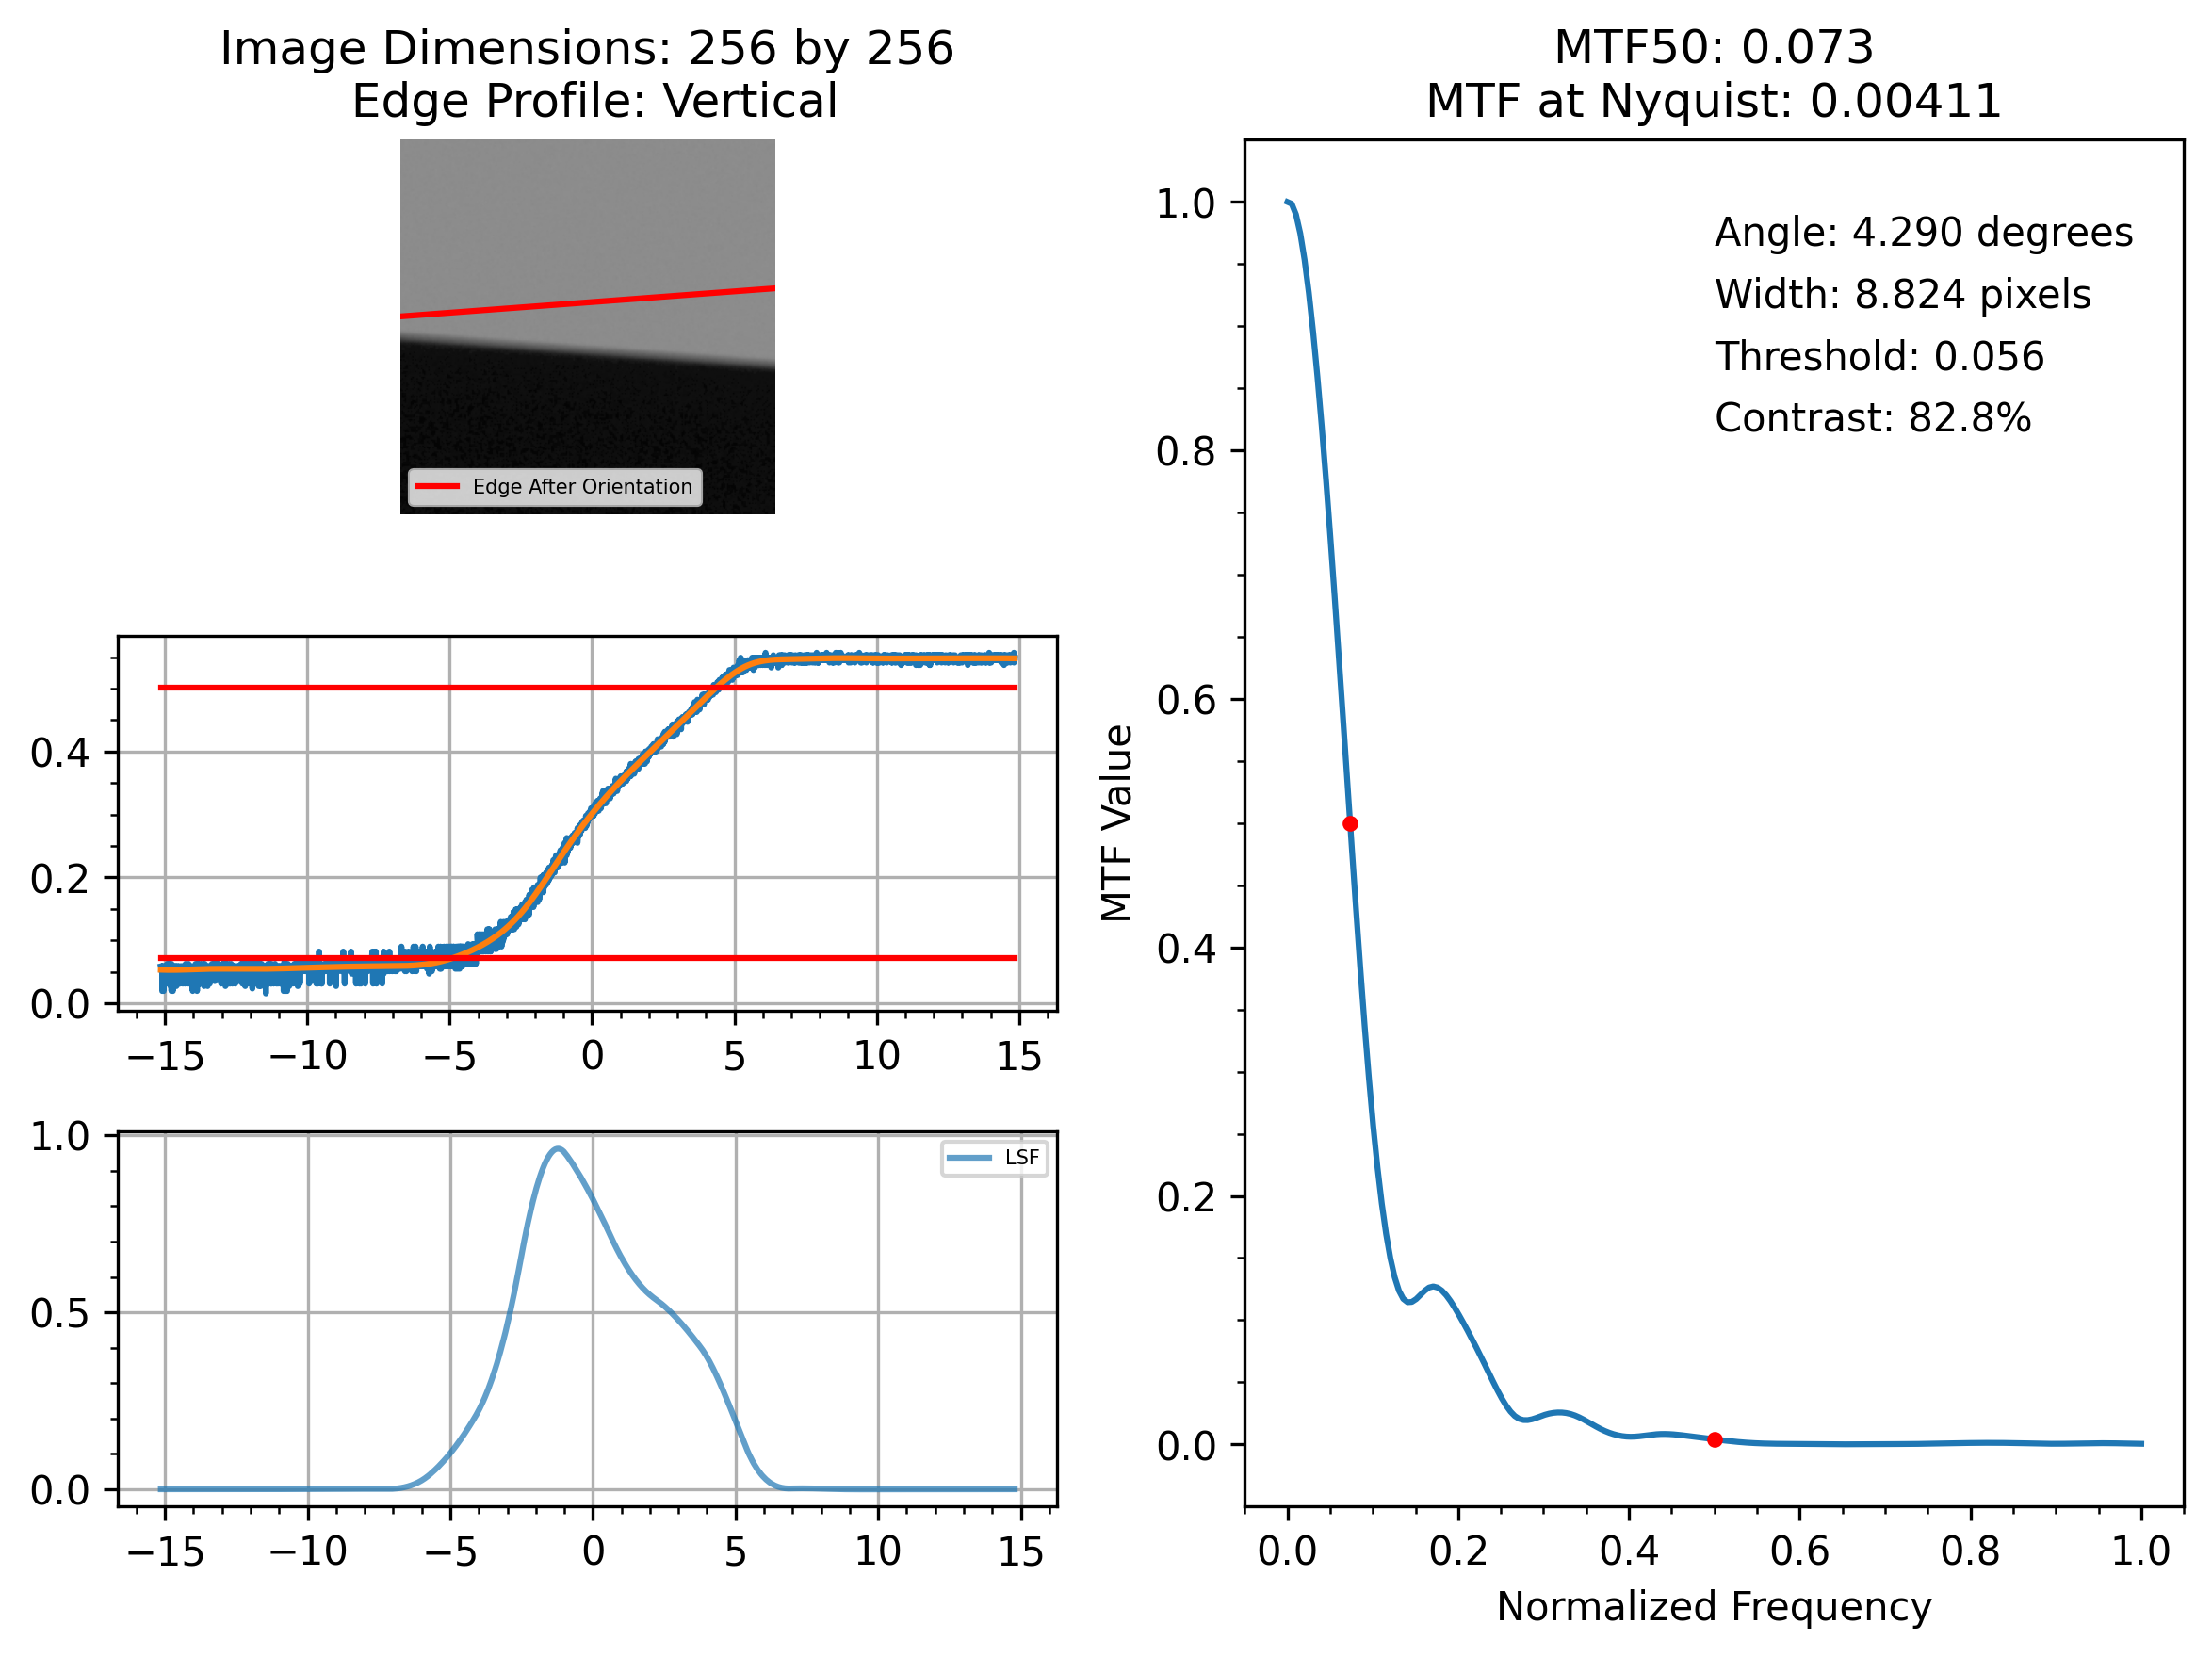 Image Dimensions: 256 by 256
Edge Profile: Vertical
Edge After Orientation
0.4
0.2
0.0
−15 −10 −5 0 5 10 15
1.0
LSF
0.5
0.0
−15 −10 −5 0 5 10 15
MTF50: 0.073
MTF at Nyquist: 0.00411
1.0
Angle: 4.290 degrees
Width: 8.824 pixels
Threshold: 0.056
Contrast: 82.8%
0.8
0.6
MTF Value
0.4
0.2
0.0
0.0 0.2 0.4 0.6 0.8 1.0
Normalized Frequency